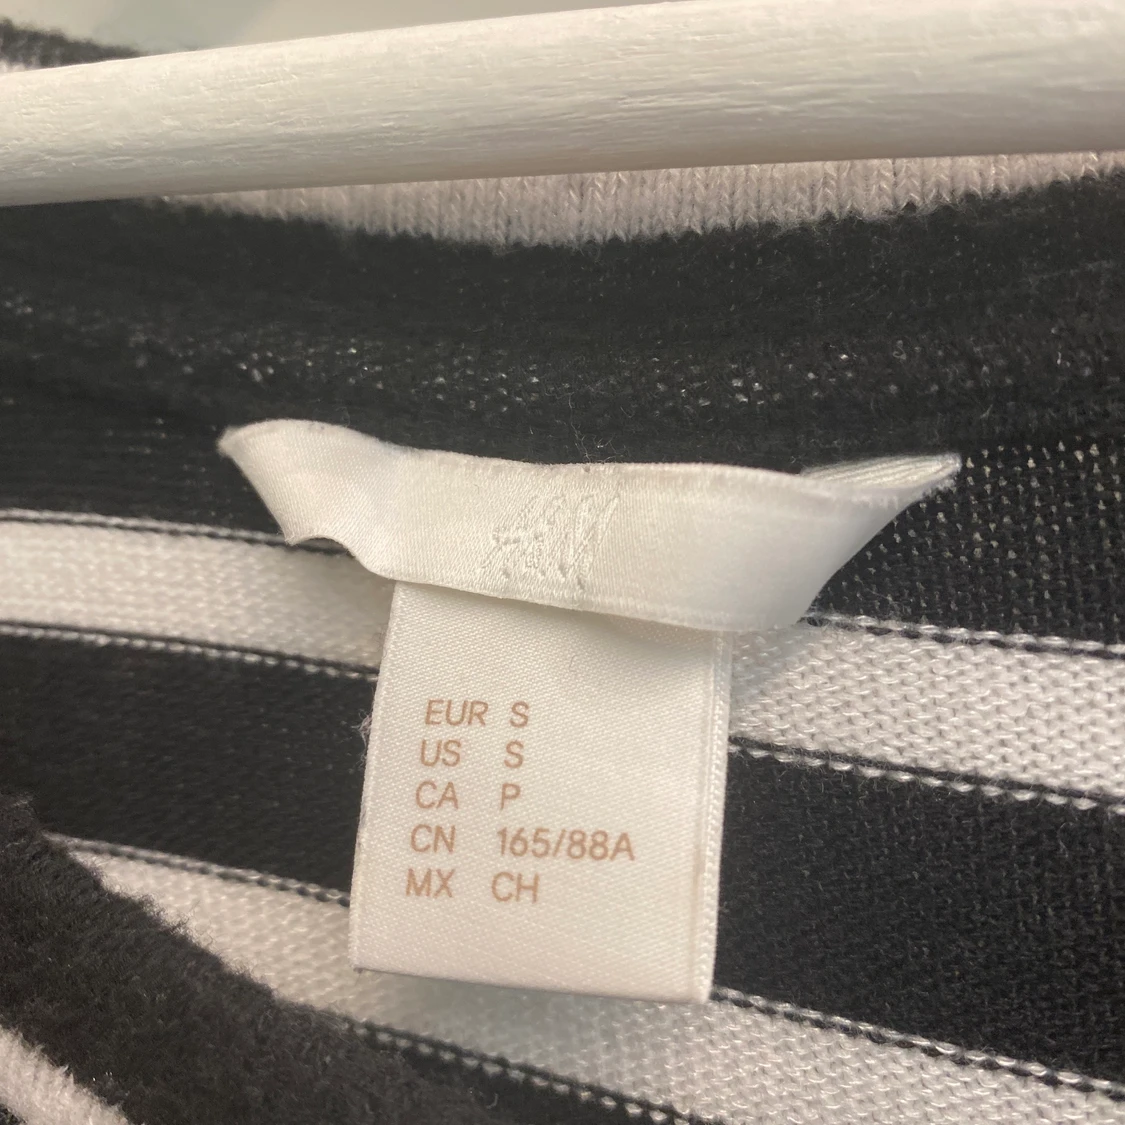 H&M
EUR S
US S
CA P
CN 165/88A
MX CH